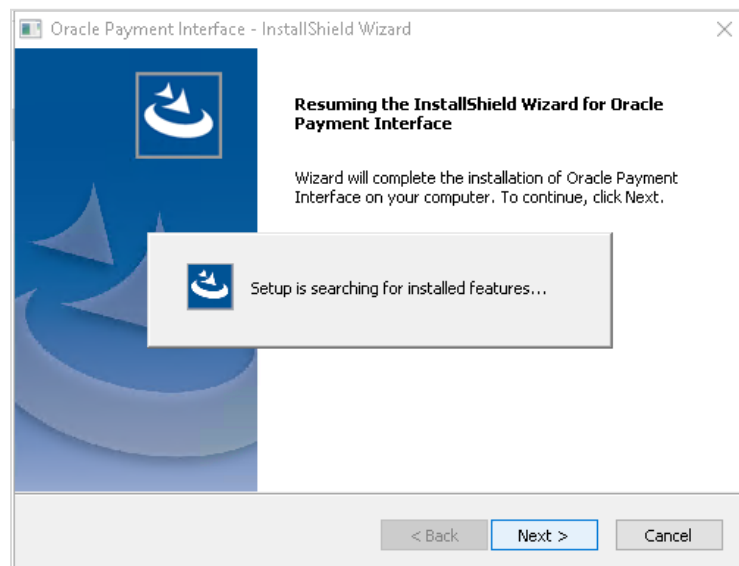 Oracle Payment Interface - InstallShield Wizard
Resuming the InstallShield Wizard for Oracle
Payment Interface
Wizard will complete the installation of Oracle Payment
Interface on your computer. To continue, click Next.
Setup is searching for installed features...
< Back
Next >
Cancel